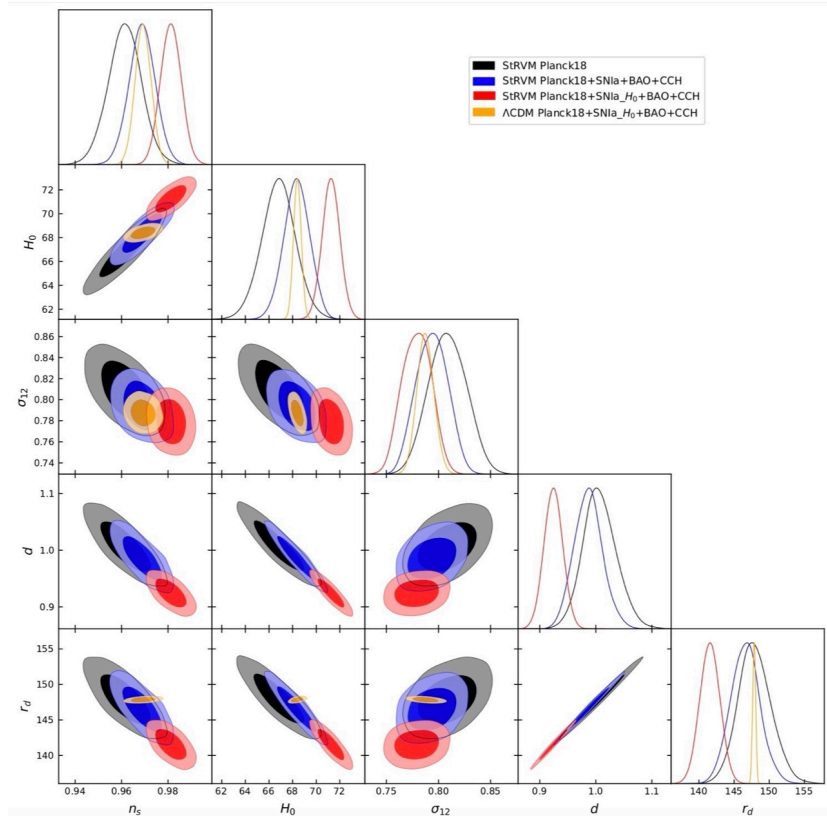 StRVM Planck18
StRVM Planck18+SNIa+BAO+CCH
StRVM Planck18+SNIa_H₀+BAO+CCH
ΛCDM Planck18+SNIa_H₀+BAO+CCH
72
70
68
66
64
62
H₀
0.86
0.84
0.82
0.80
0.78
0.76
0.74
σ₁₂
1.1
1.0
0.9
d
155
150
145
140
r_d
0.94 0.96 0.98 62 64 66 68 70 72 0.75 0.80 0.85 0.9 1.0 1.1 140 145 150 155
n_s H₀ σ₁₂ d r_d